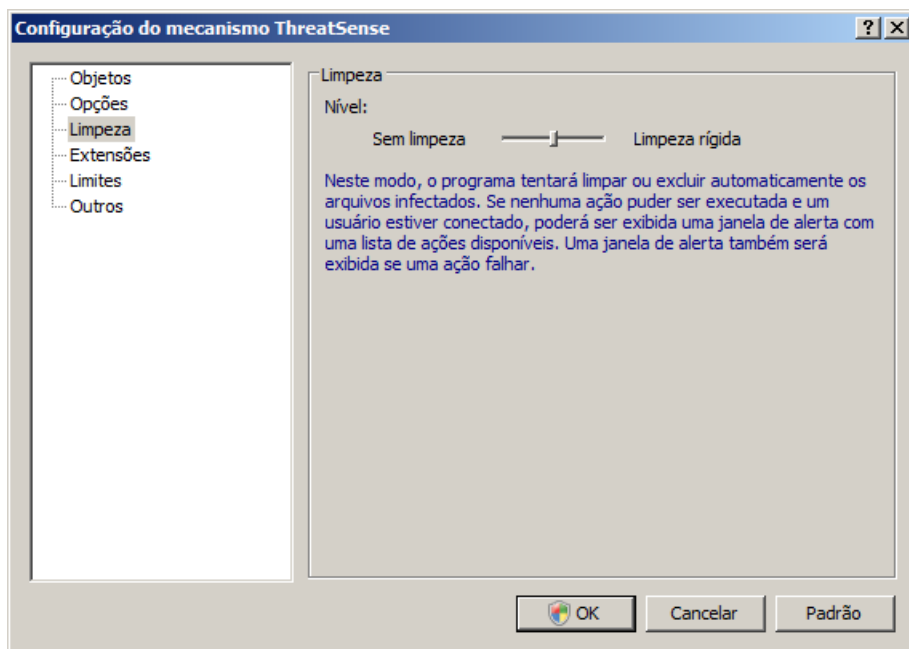 Configuração do mecanismo ThreatSense
Objetos
Opções
Limpeza
Extensões
Limites
Outros
Limpeza
Nível:
Sem limpeza Limpeza rígida
Neste modo, o programa tentará limpar ou excluir automaticamente os
arquivos infectados. Se nenhuma ação puder ser executada e um
usuário estiver conectado, poderá ser exibida uma janela de alerta com
uma lista de ações disponíveis. Uma janela de alerta também será
exibida se uma ação falhar.
OK Cancelar Padrão